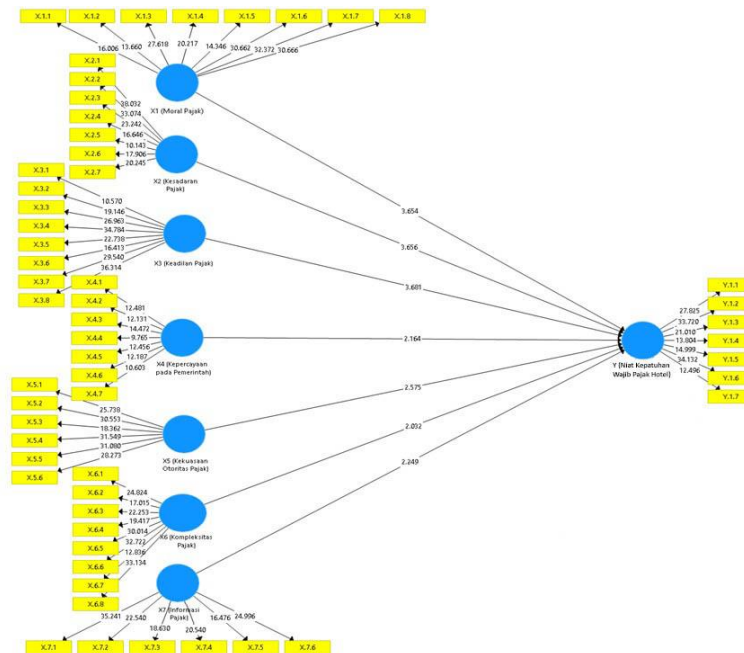 X.1.1 X.1.2 X.1.3 X.1.4 X.1.5 X.1.6 X.1.7 X.1.8
16.006 13.660 27.618 20.217 14.346 30.662 32.372 30.666
X1 (Moral Pajak)
X.2.1
X.2.2
X.2.3
X.2.4
X.2.5
X.2.6
X.2.7
38.032
33.074
23.242
16.646
10.143
17.906
20.245
X2 (Kesadaran
Pajak)
X.3.1
X.3.2
X.3.3
X.3.4
X.3.5
X.3.6
X.3.7
X.3.8
10.570
19.146
26.963
34.784
22.738
16.413
29.540
36.314
X3 (Keadilan Pajak)
X.4.1
X.4.2
X.4.3
X.4.4
X.4.5
X.4.6
X.4.7
12.481
12.131
14.472
9.765
12.456
12.187
10.603
X4 (Kepercayaan
pada Pemerintah)
X.5.1
X.5.2
X.5.3
X.5.4
X.5.5
X.5.6
25.738
30.553
18.362
31.549
31.080
28.273
X5 (Kekuasaan
Otoritas Pajak)
X.6.1
X.6.2
X.6.3
X.6.4
X.6.5
X.6.6
X.6.7
X.6.8
24.824
17.015
22.253
19.417
30.014
32.722
12.836
33.134
X6 (Kompleksitas
Pajak)
X7 (Informasi
Pajak)
35.241 22.540 18.630 20.540 16.476 24.996
X.7.1 X.7.2 X.7.3 X.7.4 X.7.5 X.7.6
3.654
3.656
3.681
2.164
2.575
2.032
2.249
Y (Niat Kepatuhan
Wajib Pajak Hotel)
27.825
33.720
21.010
13.804
14.999
34.132
12.496
Y.1.1
Y.1.2
Y.1.3
Y.1.4
Y.1.5
Y.1.6
Y.1.7